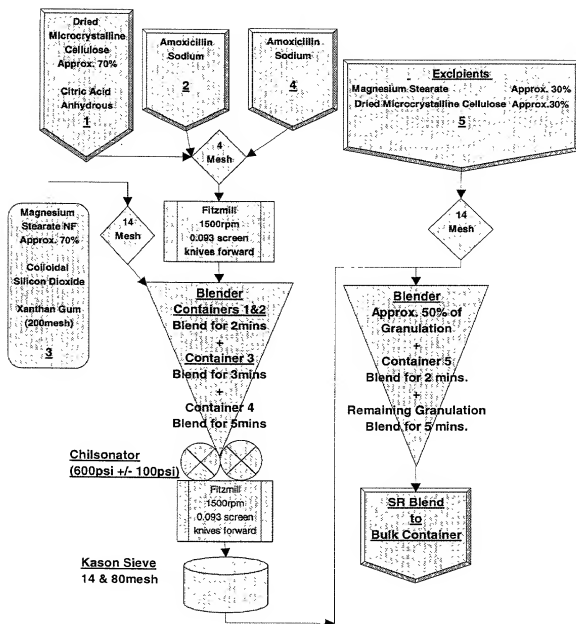 Dried
Microcrystalline
Cellulose
Approx. 70%
Citric Acid
Anhydrous
1
Amoxicillin
Sodium
2
Amoxicillin
Sodium
4
Excipients
Magnesium Stearate Approx. 30%
Dried Microcrystalline Cellulose Approx.30%
5
4
Mesh
Magnesium
Stearate NF
Approx. 70%
Colloidal
Silicon Dioxide
Xanthan Gum
(200mesh)
3
14
Mesh
Fitzmill
1500rpm
0.093 screen
knives forward
14
Mesh
Blender
Containers 1&2
Blend for 2mins
+
Container 3
Blend for 3mins
+
Container 4
Blend for 5mins
Blender
Approx. 50% of
Granulation
+
Container 5
Blend for 2 mins.
+
Remaining Granulation
Blend for 5 mins.
Chilsonator
(600psi +/- 100psi)
Fitzmill
1500rpm
0.093 screen
knives forward
SR Blend
to
Bulk Container
Kason Sieve
14 & 80mesh